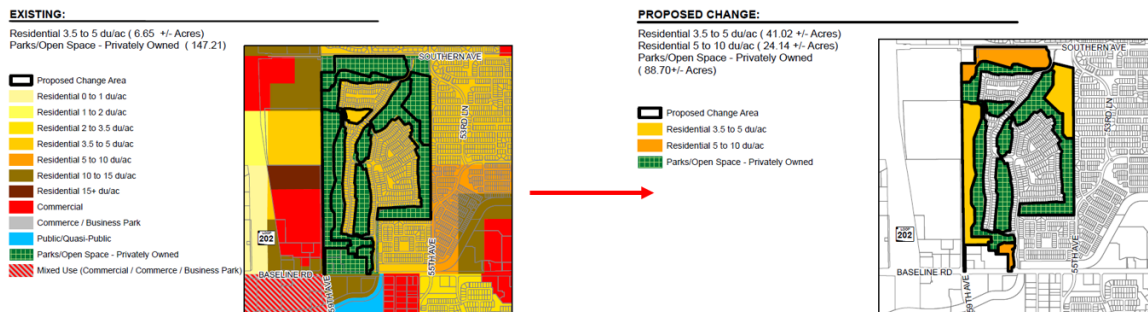 EXISTING:
Residential 3.5 to 5 du/ac ( 6.65 +/- Acres)
Parks/Open Space - Privately Owned ( 147.21)
Proposed Change Area
Residential 0 to 1 du/ac
Residential 1 to 2 du/ac
Residential 2 to 3.5 du/ac
Residential 3.5 to 5 du/ac
Residential 5 to 10 du/ac
Residential 10 to 15 du/ac
Residential 15+ du/ac
Commercial
Commerce / Business Park
Public/Quasi-Public
Parks/Open Space - Privately Owned
Mixed Use (Commercial / Commerce / Business Park)
SOUTHERN AVE
53RD LN
LOOP
202
BASELINE RD
59TH AVE
55TH AVE
PROPOSED CHANGE:
Residential 3.5 to 5 du/ac ( 41.02 +/- Acres)
Residential 5 to 10 du/ac ( 24.14 +/- Acres)
Parks/Open Space - Privately Owned
( 88.70+/- Acres)
Proposed Change Area
Residential 3.5 to 5 du/ac
Residential 5 to 10 du/ac
Parks/Open Space - Privately Owned
SOUTHERN AVE
53RD LN
LOOP
202
BASELINE RD
59TH AVE
55TH AVE